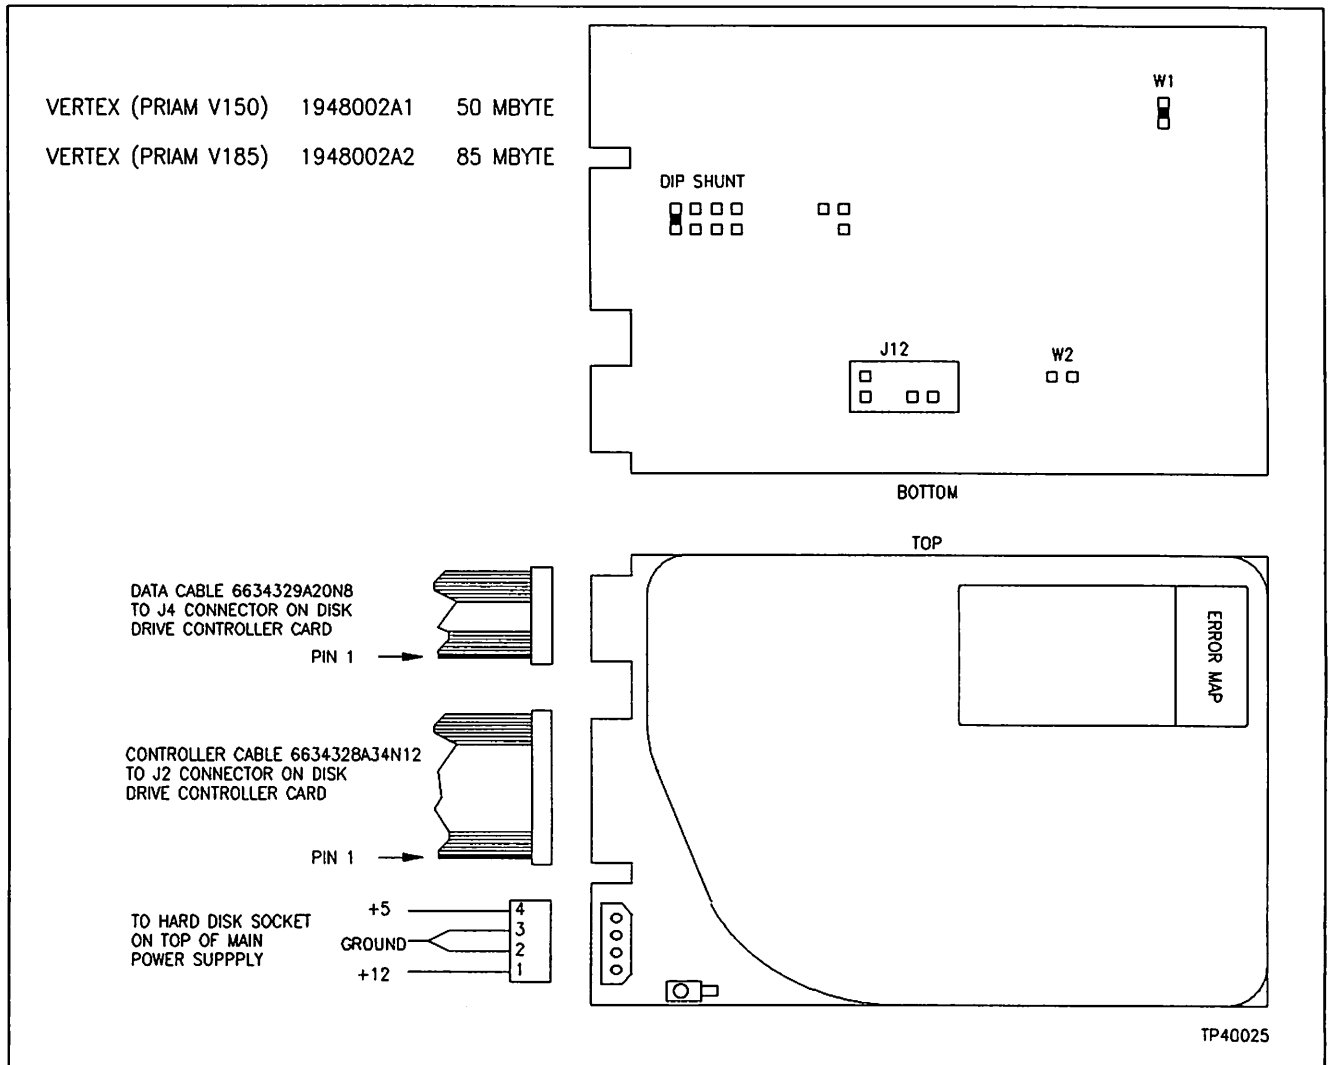 VERTEX (PRIAM V150) 1948002A1 50 MBYTE
VERTEX (PRIAM V185) 1948002A2 85 MBYTE
W1
DIP SHUNT
J12
W2
BOTTOM
TOP
DATA CABLE 6634329A20N8
TO J4 CONNECTOR ON DISK
DRIVE CONTROLLER CARD
PIN 1
ERROR MAP
CONTROLLER CABLE 6634328A34N12
TO J2 CONNECTOR ON DISK
DRIVE CONTROLLER CARD
PIN 1
TO HARD DISK SOCKET
ON TOP OF MAIN
POWER SUPPPLY
+5
GROUND
+12
4
3
2
1
TP40025